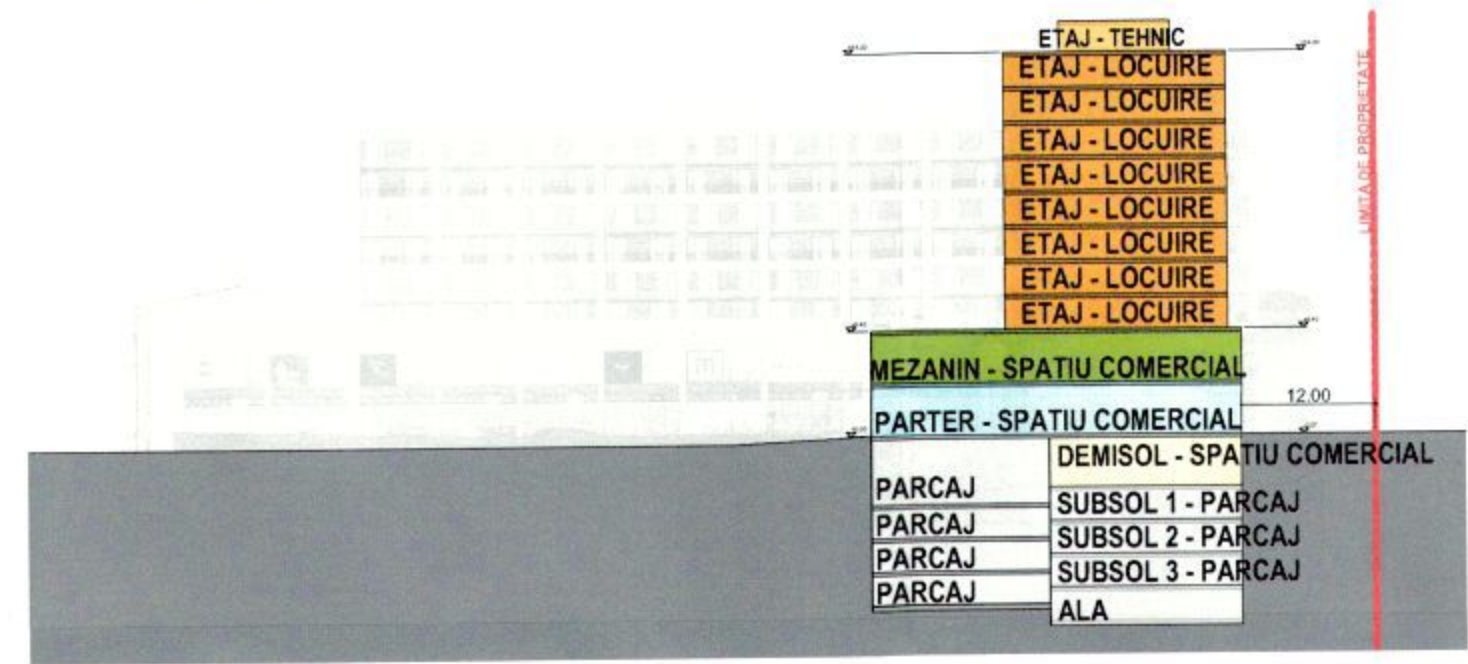 ETAJ - TEHNIC
ETAJ - LOCUIRE
ETAJ - LOCUIRE
ETAJ - LOCUIRE
ETAJ - LOCUIRE
ETAJ - LOCUIRE
ETAJ - LOCUIRE
ETAJ - LOCUIRE
ETAJ - LOCUIRE
LIMITA DE PROPRIETATE
MEZANIN - SPATIU COMERCIAL
12.00
PARTER - SPATIU COMERCIAL
DEMISOL - SPATIU COMERCIAL
PARCAJ
SUBSOL 1 - PARCAJ
PARCAJ
SUBSOL 2 - PARCAJ
PARCAJ
SUBSOL 3 - PARCAJ
PARCAJ
ALA